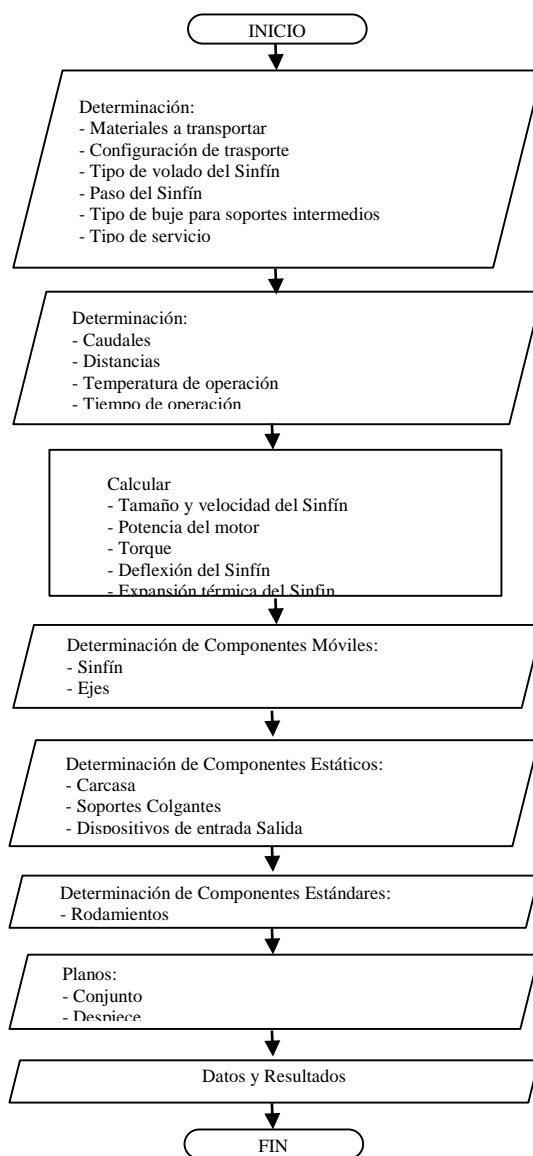 INICIO
Determinación:
- Materiales a transportar
- Configuración de trasporte
- Tipo de volado del Sinfín
- Paso del Sinfín
- Tipo de buje para soportes intermedios
- Tipo de servicio
Determinación:
- Caudales
- Distancias
- Temperatura de operación
- Tiempo de operación
Calcular
- Tamaño y velocidad del Sinfín
- Potencia del motor
- Torque
- Deflexión del Sinfín
- Expansión térmica del Sinfin
Determinación de Componentes Móviles:
- Sinfín
- Ejes
Determinación de Componentes Estáticos:
- Carcasa
- Soportes Colgantes
- Dispositivos de entrada Salida
Determinación de Componentes Estándares:
- Rodamientos
Planos:
- Conjunto
- Despiece
Datos y Resultados
FIN